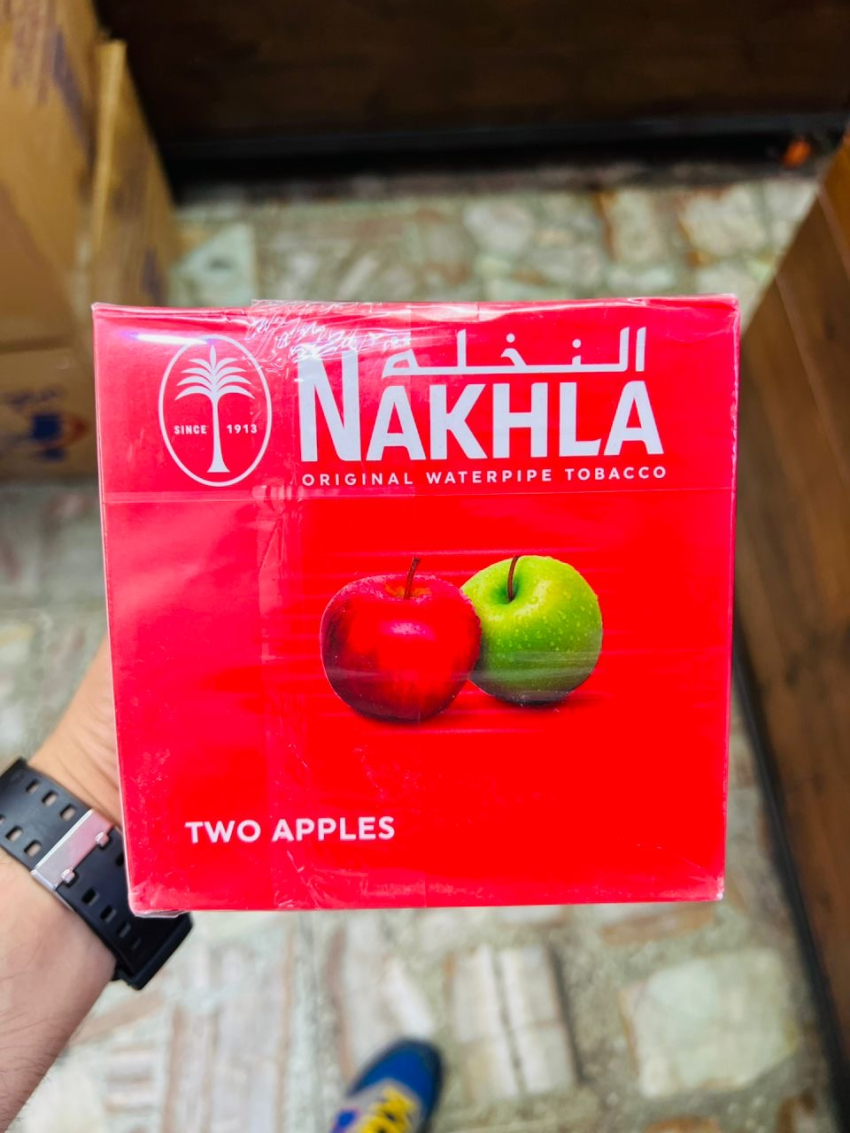 النخلة
NAKHLA
SINCE 1913
ORIGINAL WATERPIPE TOBACCO
TWO APPLES